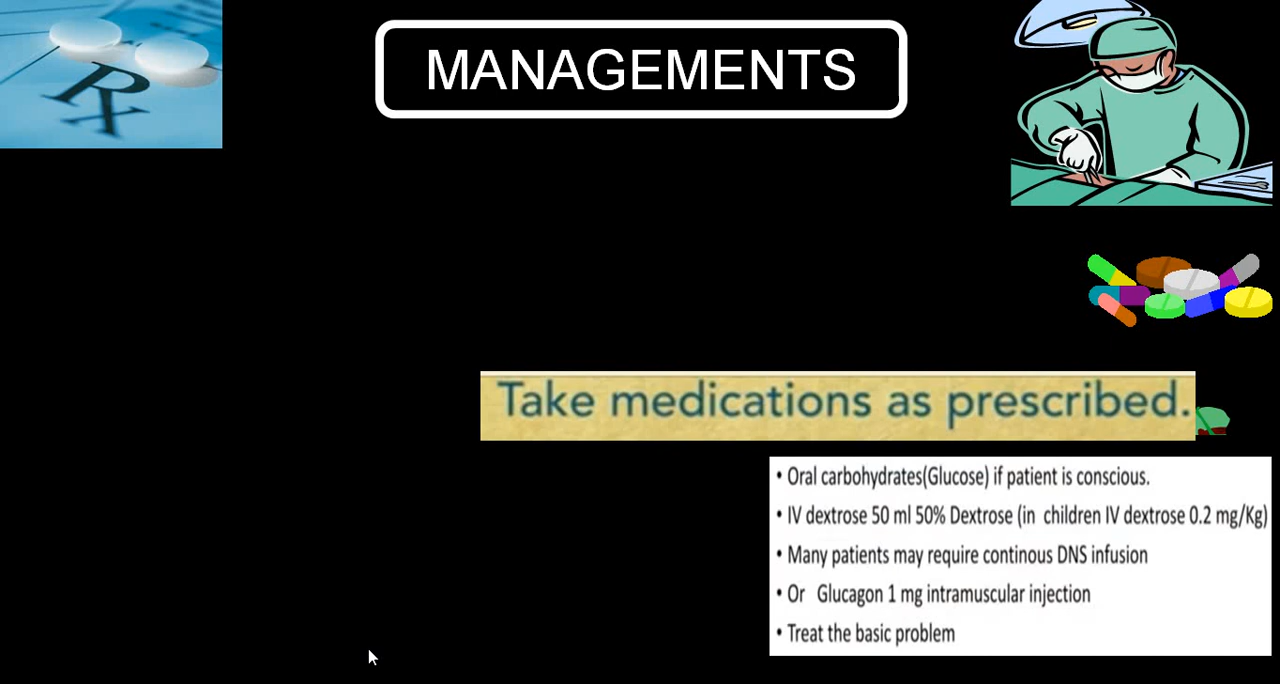 MANAGEMENTS
Rx
Take medications as prescribed.
• Oral carbohydrates(Glucose) if patient is conscious.
• IV dextrose 50 ml 50% Dextrose (in children IV dextrose 0.2 mg/Kg)
• Many patients may require continous DNS infusion
• Or Glucagon 1 mg intramuscular injection
• Treat the basic problem